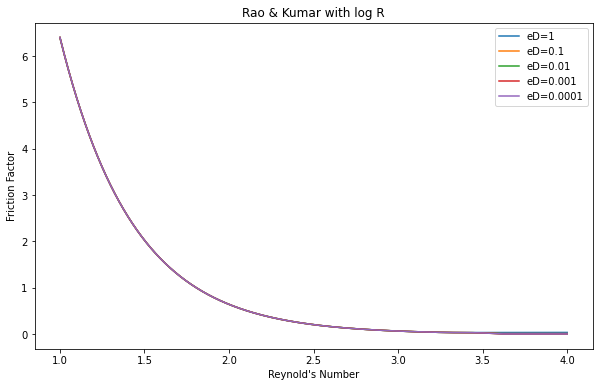 Rao & Kumar with log R
eD=1
eD=0.1
eD=0.01
eD=0.001
eD=0.0001
Friction Factor
6
5
4
3
2
1
0
1.0 1.5 2.0 2.5 3.0 3.5 4.0
Reynold's Number